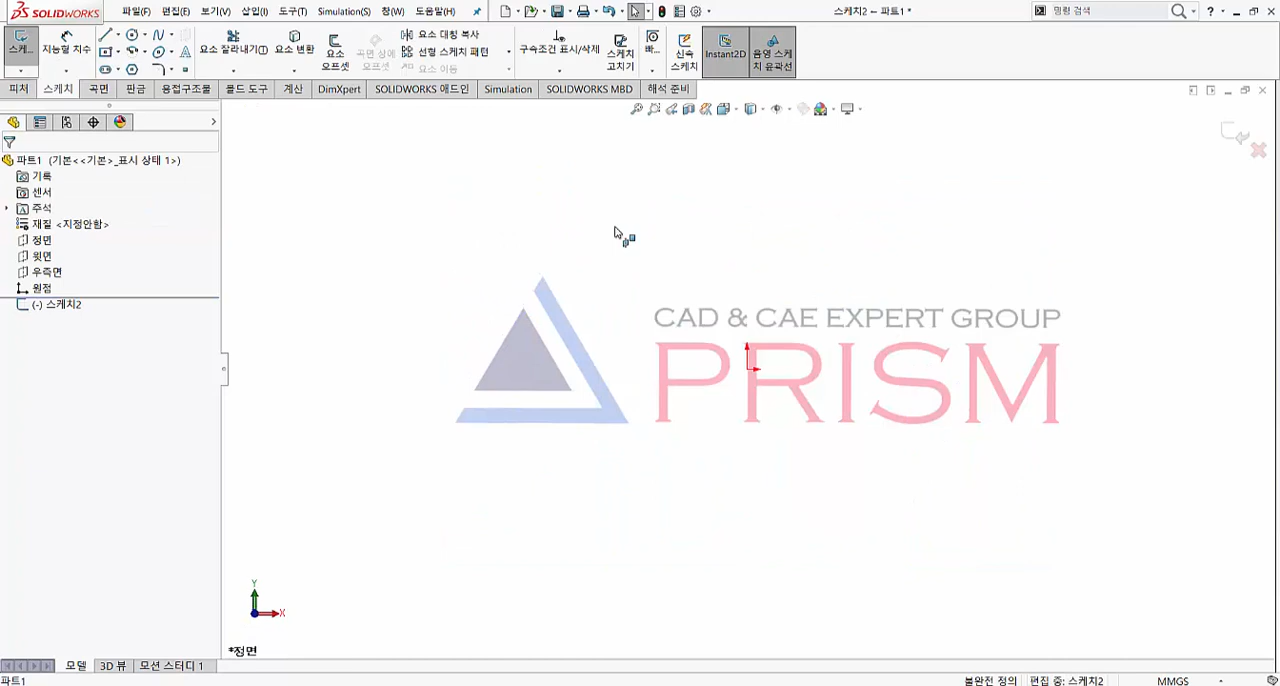 SOLIDWORKS 파일(F) 편집(E) 보기(V) 삽입(I) 도구(T) Simulation(S) 창(W) 도움말(H) 스케치2 – 파트1 * 명령 검색 ?
스케... 지능형 치수 요소 잘라내기(T) 요소 변환 요소 오프셋 곡면 상에 오프셋 요소 대칭 복사 선형 스케치 패턴 요소 이동 구속조건 표시/삭제 스케치 고치기 빠... 신속 스케치 Instant2D 음영 스케치 윤곽선
피처 스케치 곡면 판금 용접구조물 몰드 도구 계산 DimXpert SOLIDWORKS 애드인 Simulation SOLIDWORKS MBD 해석 준비
파트1 (기본<<기본>_표시 상태 1>)
기록
센서
주석
재질 <지정안함>
정면
윗면
우측면
원점
(-) 스케치2
CAD & CAE EXPERT GROUP
PRISM
Y
X
*정면
모델 3D 뷰 모션 스터디 1
파트1 불완전 정의 편집 중: 스케치2 MMGS